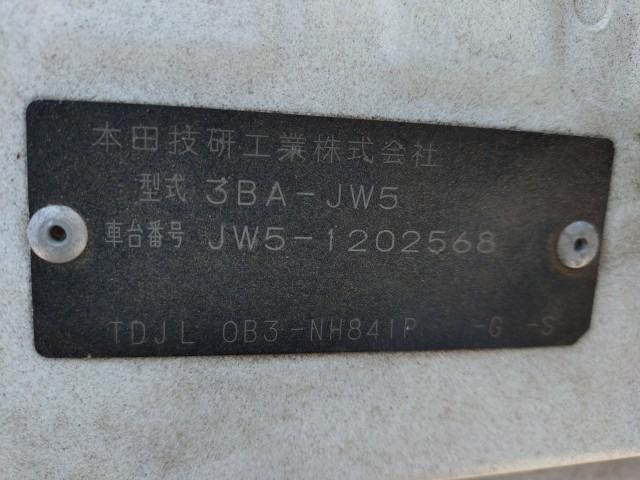 本田技研工業株式会社
型式 3BA-JW5
車台番号 JW5-1202568
TDJL 0B3-NH841P -G -S